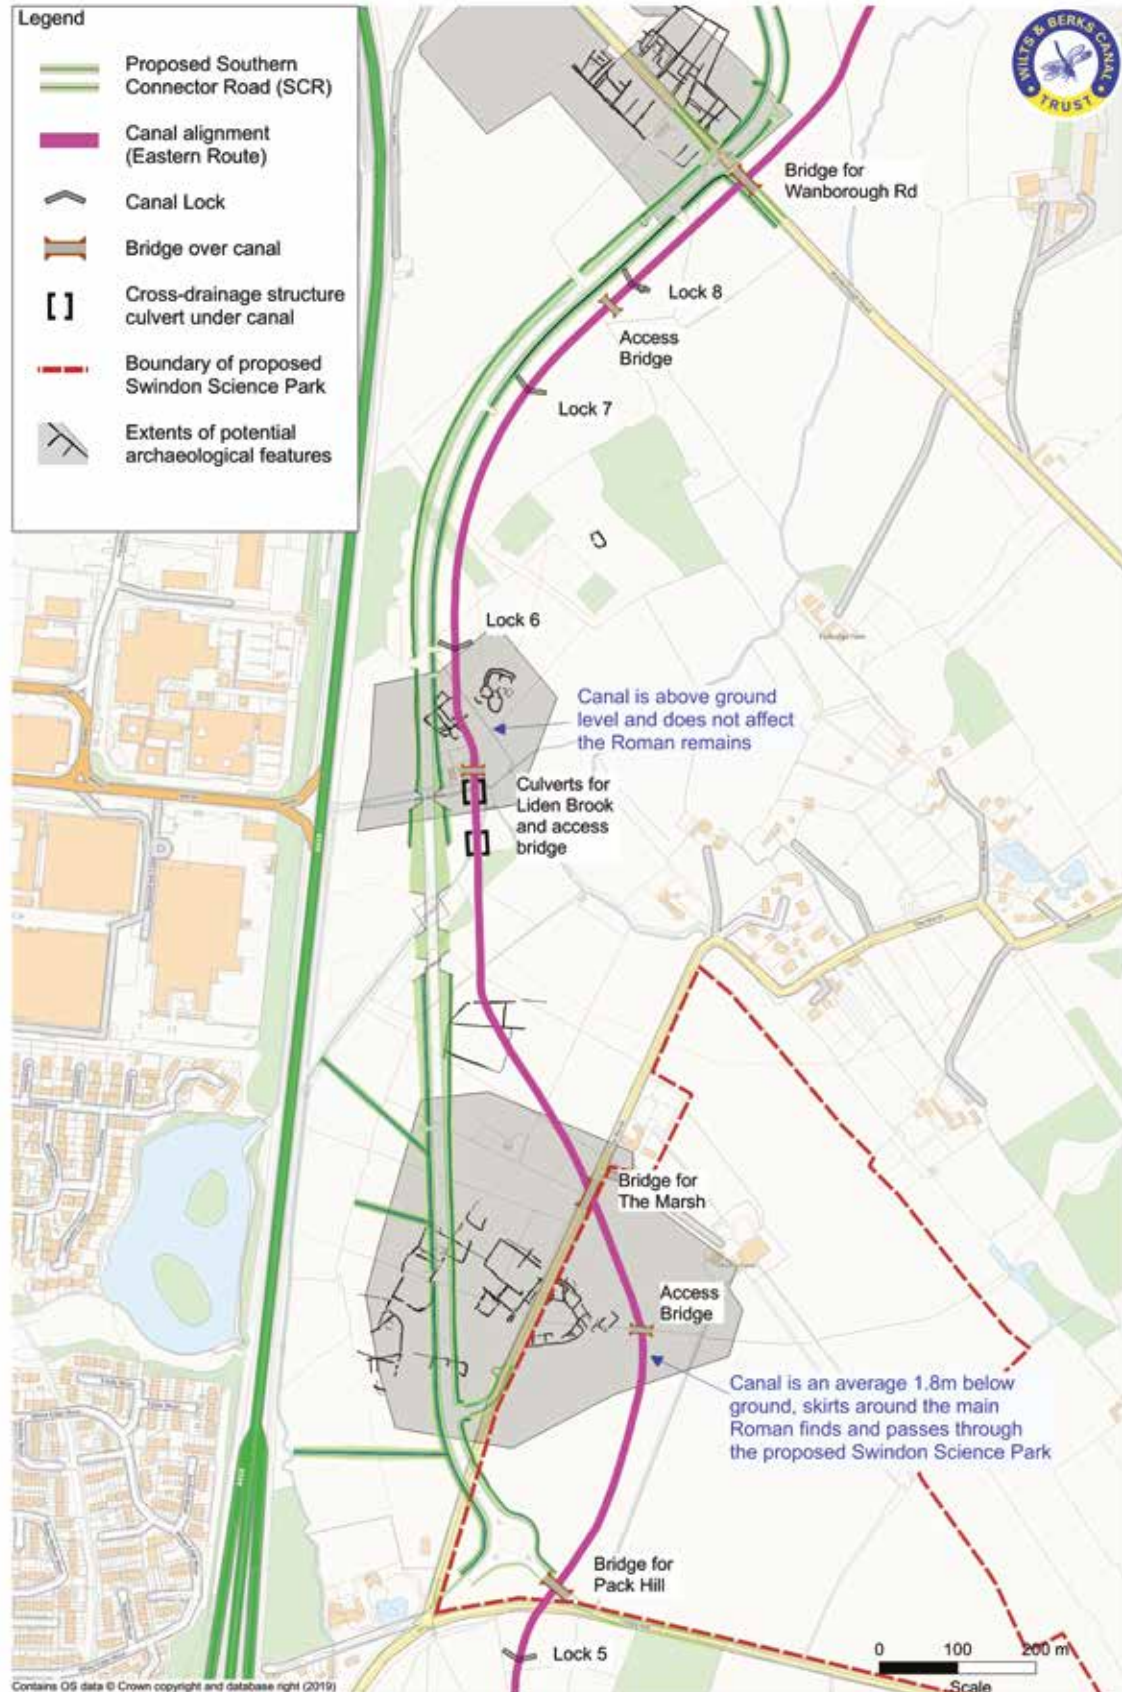 Legend
Proposed Southern
Connector Road (SCR)
Canal alignment
(Eastern Route)
Canal Lock
Bridge over canal
Cross-drainage structure
culvert under canal
Boundary of proposed
Swindon Science Park
Extents of potential
archaeological features
WILTS & BERKS CANAL
TRUST
Bridge for
Wanborough Rd
Lock 8
Access
Bridge
Lock 7
Lock 6
Canal is above ground
level and does not affect
the Roman remains
Culverts for
Liden Brook
and access
bridge
Bridge for
The Marsh
Access
Bridge
Canal is an average 1.8m below
ground, skirts around the main
Roman finds and passes through
the proposed Swindon Science Park
Bridge for
Pack Hill
Lock 5
0 100 200 m
Scale
Contains OS data © Crown copyright and database right (2019)